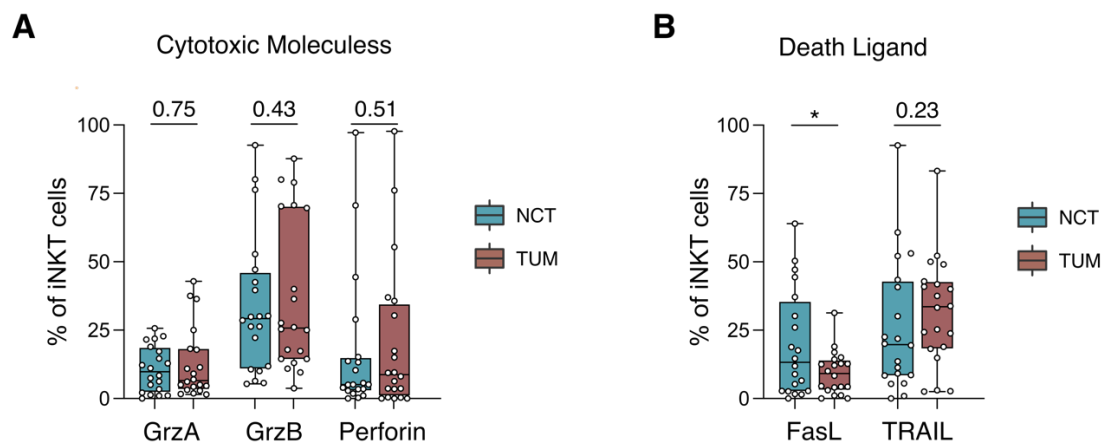 A
Cytotoxic Moleculess
0.75
0.43
0.51
100
75
50
25
0
% of iNKT cells
GrzA
GrzB
Perforin
NCT
TUM
B
Death Ligand
*
0.23
100
75
50
25
0
% of iNKT cells
FasL
TRAIL
NCT
TUM